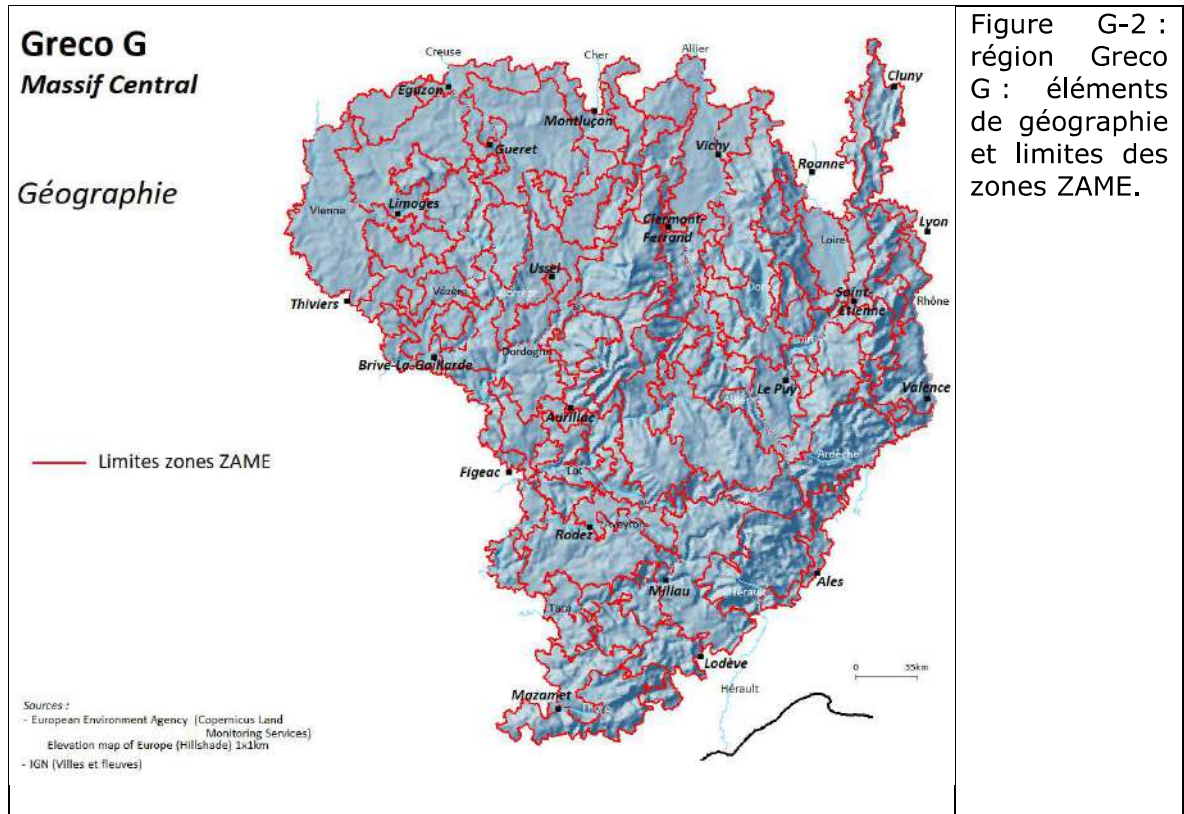 Greco G
Massif Central
Géographie
Limites zones ZAME
Creuse
Cher
Allier
Cluny
Eguzon
Montluçon
Gueret
Vichy
Roanne
Vienne
Limoges
Clermont-
Ferrand
Lyon
Loire
Ussel
Vézère
Corrèze
Dore
Saint-
Etienne
Rhône
Thiviers
Dordogne
Brive-La-Gaillarde
Le Puy
Valence
Allier
Aurillac
Ardèche
Figeac
Lot
Rodez
Aveyron
Millau
Ales
Hérault
Tarn
Lodève
0 35km
Hérault
Mazamet
Sources :
- European Environment Agency (Copernicus Land
Monitoring Services)
Elevation map of Europe (Hillshade) 1x1km
- IGN (Villes et fleuves)
Figure G-2 :
région Greco
G : éléments
de géographie
et limites des
zones ZAME.